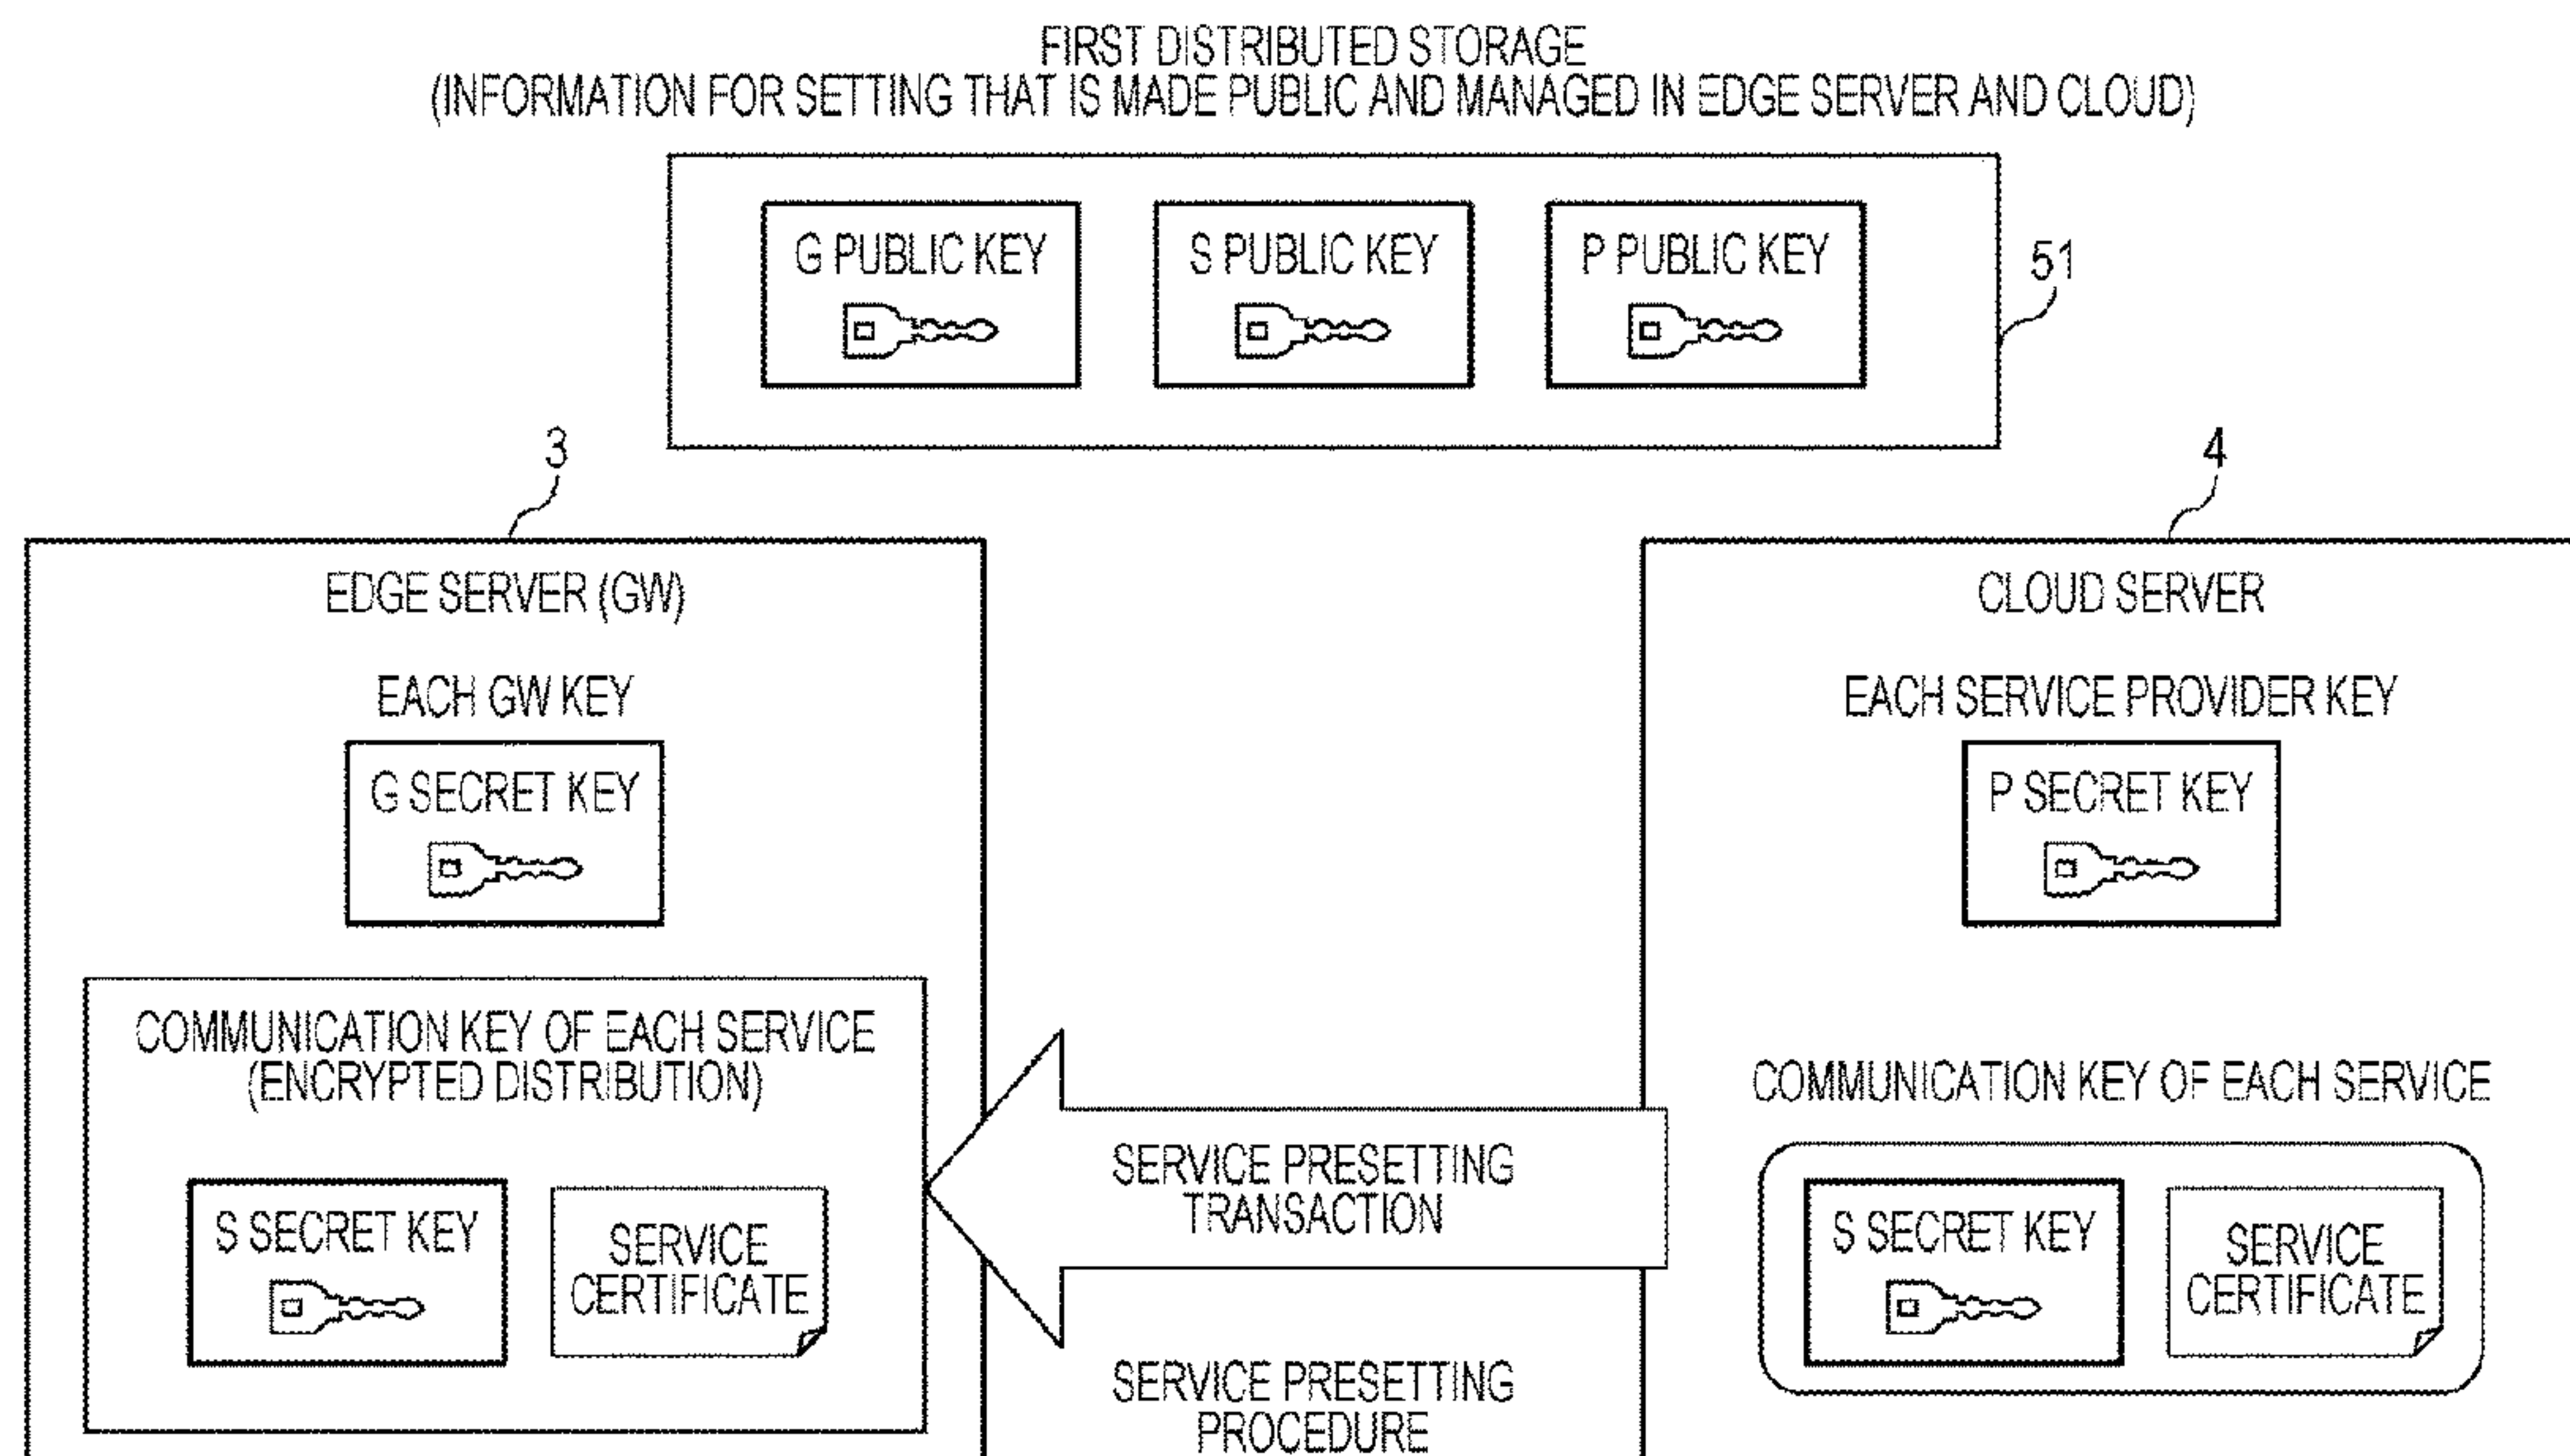 FIRST DISTRIBUTED STORAGE
(INFORMATION FOR SETTING THAT IS MADE PUBLIC AND MANAGED IN EDGE SERVER AND CLOUD)
G PUBLIC KEY
S PUBLIC KEY
P PUBLIC KEY
51
3
4
EDGE SERVER (GW)
EACH GW KEY
G SECRET KEY
COMMUNICATION KEY OF EACH SERVICE
(ENCRYPTED DISTRIBUTION)
S SECRET KEY
SERVICE
CERTIFICATE
SERVICE PRESETTING
TRANSACTION
SERVICE PRESETTING
PROCEDURE
CLOUD SERVER
EACH SERVICE PROVIDER KEY
P SECRET KEY
COMMUNICATION KEY OF EACH SERVICE
S SECRET KEY
SERVICE
CERTIFICATE